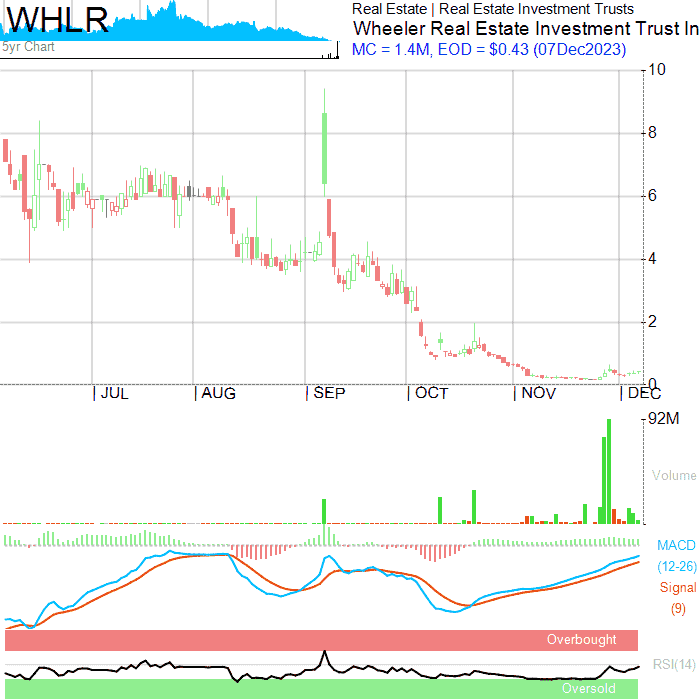 WHLR
Real Estate | Real Estate Investment Trusts
Wheeler Real Estate Investment Trust In
MC = 1.4M, EOD = $0.43 (07Dec2023)
5yr Chart
10
8
6
4
2
0
JUL
AUG
SEP
OCT
NOV
DEC
92M
Volume
MACD
(12-26)
Signal
(9)
Overbought
RSI(14)
Oversold